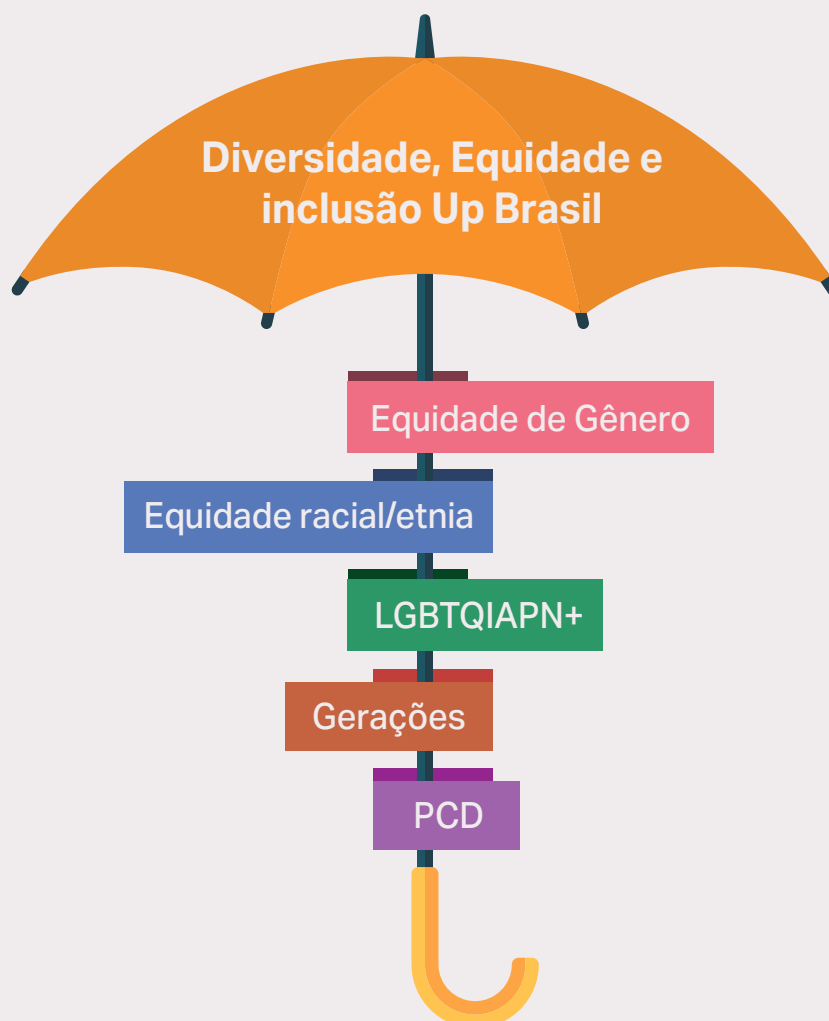 Diversidade, Equidade e
inclusão Up Brasil
Equidade de Gênero
Equidade racial/etnia
LGBTQIAPN+
Gerações
PCD